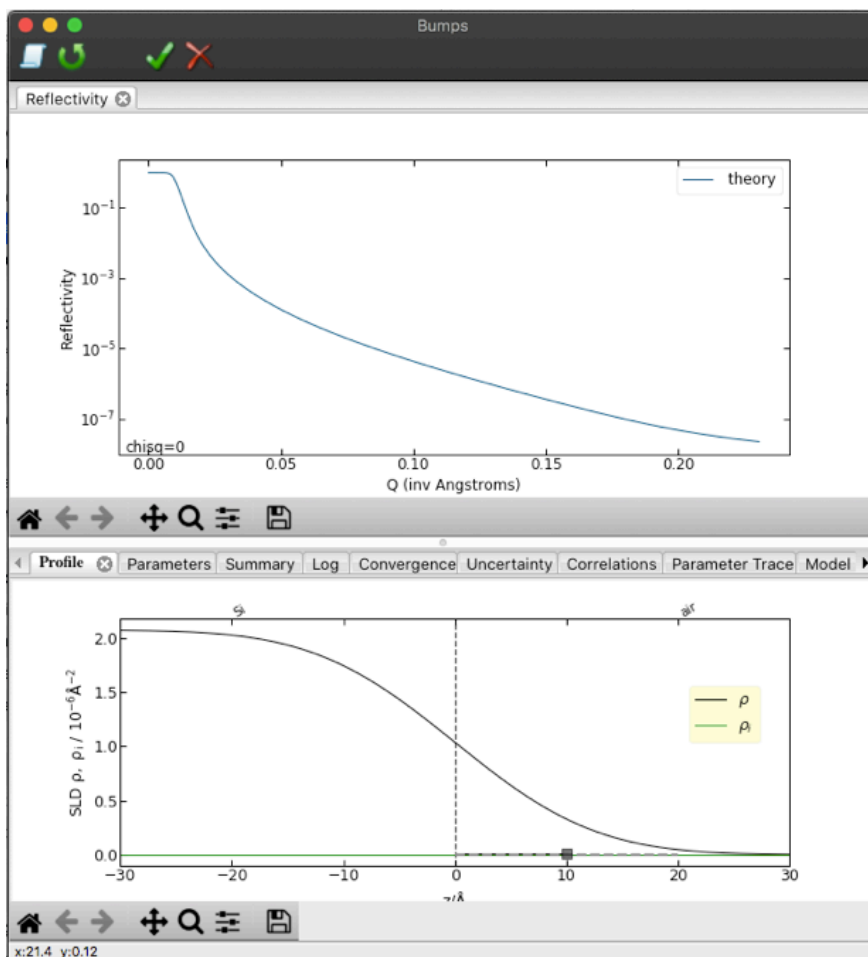 Bumps
Reflectivity
theory
10⁻¹
10⁻³
10⁻⁵
10⁻⁷
Reflectivity
chisq=0
0.00 0.05 0.10 0.15 0.20
Q (inv Angstroms)
Profile Parameters Summary Log Convergence Uncertainty Correlations Parameter Trace Model
Si air
2.0
1.5
1.0
0.5
0.0
SLD ρ, ρᵢ / 10⁻⁶Å⁻²
ρ
ρᵢ
−30 −20 −10 0 10 20 30
z/Å
x:21.4 y:0.12